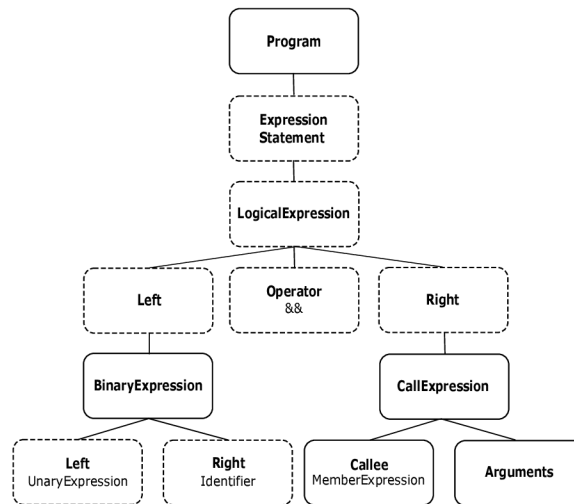 Program
Expression
Statement
LogicalExpression
Left
Operator
&&
Right
BinaryExpression
CallExpression
Left
UnaryExpression
Right
Identifier
Callee
MemberExpression
Arguments